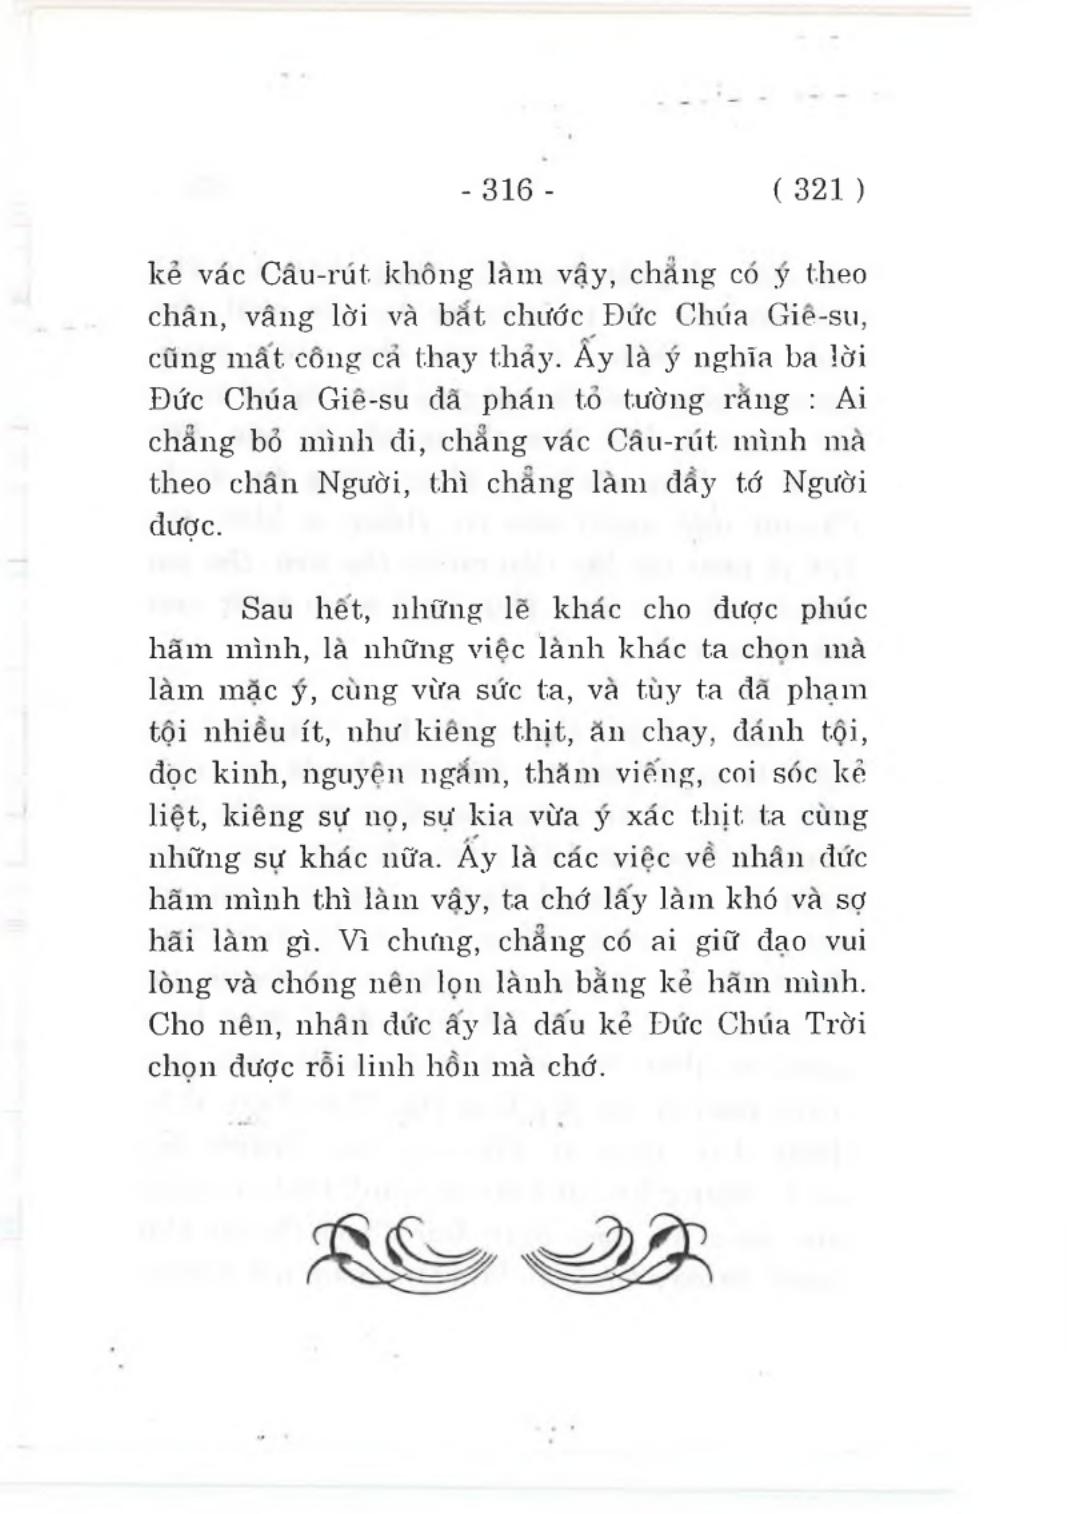 - 316 - ( 321 )
kẻ vác Câu-rút không làm vậy, chẳng có ý theo
chân, vâng lời và bắt chước Đức Chúa Giê-su,
cũng mất công cả thay thảy. Ấy là ý nghĩa ba lời
Đức Chúa Giê-su đã phán tỏ tường rằng : Ai
chẳng bỏ mình đi, chẳng vác Câu-rút mình mà
theo chân Người, thì chẳng làm đầy tớ Người
được.
Sau hết, những lẽ khác cho được phúc
hãm mình, là những việc lành khác ta chọn mà
làm mặc ý, cùng vừa sức ta, và tùy ta đã phạm
tội nhiều ít, như kiêng thịt, ăn chay, đánh tội,
đọc kinh, nguyện ngắm, thăm viếng, coi sóc kẻ
liệt, kiêng sự nọ, sự kia vừa ý xác thịt ta cùng
những sự khác nữa. Ấy là các việc về nhân đức
hãm mình thì làm vậy, ta chớ lấy làm khó và sợ
hãi làm gì. Vì chưng, chẳng có ai giữ đạo vui
lòng và chóng nên lọn lành bằng kẻ hãm mình.
Cho nên, nhân đức ấy là dấu kẻ Đức Chúa Trời
chọn được rỗi linh hồn mà chớ.